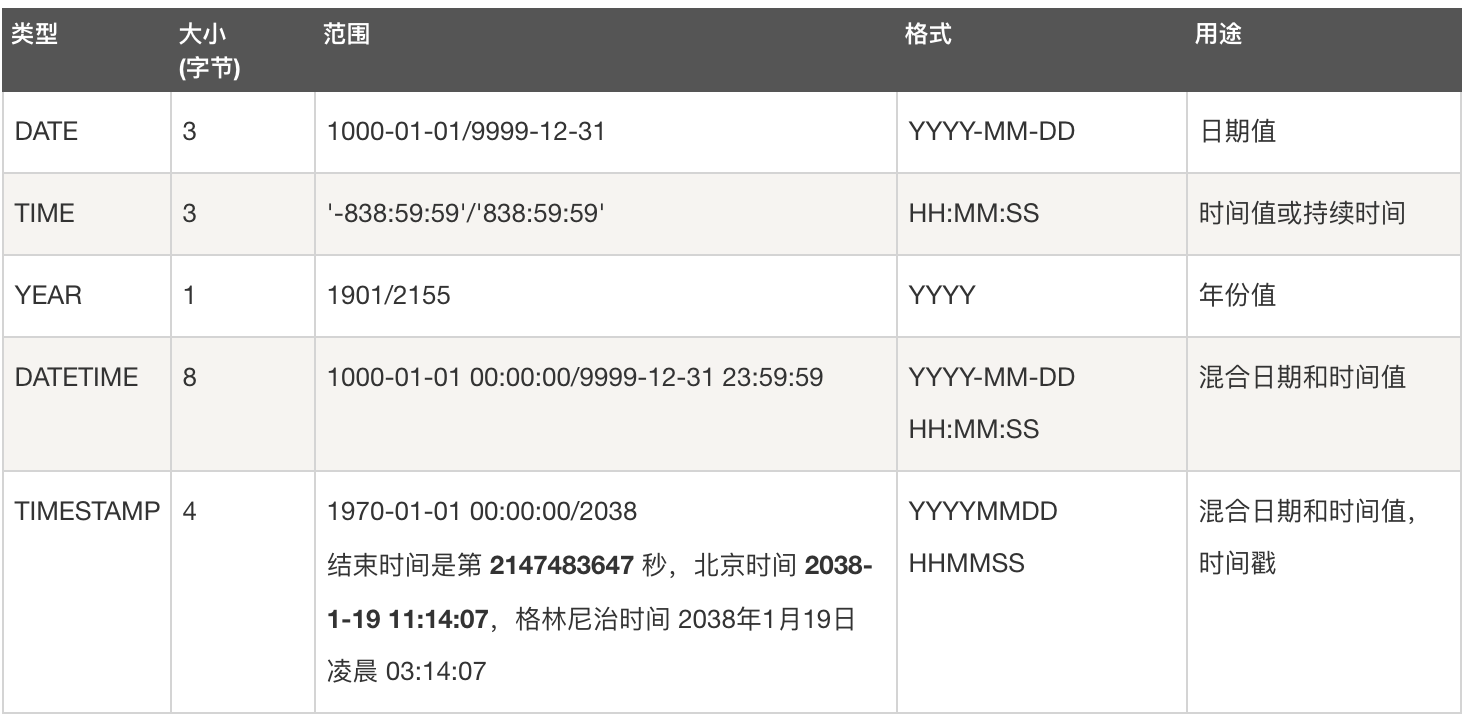 类型 大小 范围 格式 用途
(字节)
DATE 3 1000-01-01/9999-12-31 YYYY-MM-DD 日期值
TIME 3 '-838:59:59'/'838:59:59' HH:MM:SS 时间值或持续时间
YEAR 1 1901/2155 YYYY 年份值
DATETIME 8 1000-01-01 00:00:00/9999-12-31 23:59:59 YYYY-MM-DD 混合日期和时间值
HH:MM:SS
TIMESTAMP 4 1970-01-01 00:00:00/2038 YYYYMMDD 混合日期和时间值，
结束时间是第 2147483647 秒，北京时间 2038- HHMMSS 时间戳
1-19 11:14:07，格林尼治时间 2038年1月19日
凌晨 03:14:07